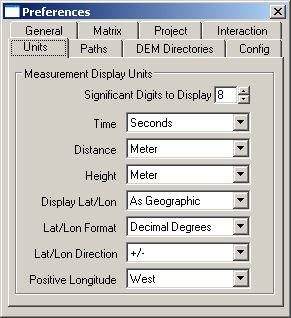 Preferences
General Matrix Project Interaction
Units Paths DEM Directories Config
Measurement Display Units
Significant Digits to Display 8
Time Seconds
Distance Meter
Height Meter
Display Lat/Lon As Geographic
Lat/Lon Format Decimal Degrees
Lat/Lon Direction +/-
Positive Longitude West